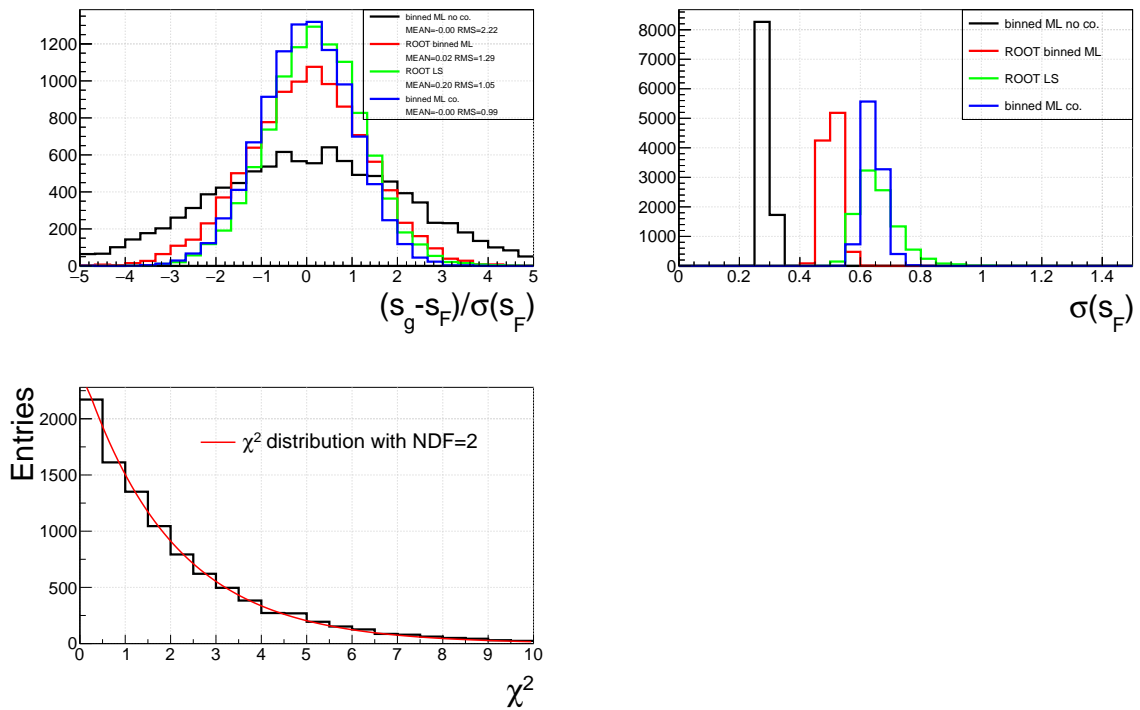 binned ML no co.
MEAN=-0.00 RMS=2.22
ROOT binned ML
MEAN=0.02 RMS=1.29
ROOT LS
MEAN=0.20 RMS=1.05
binned ML co.
MEAN=-0.00 RMS=0.99
1200
1000
800
600
400
200
0
−5 −4 −3 −2 −1 0 1 2 3 4 5
(s_g-s_F)/σ(s_F)
binned ML no co.
ROOT binned ML
ROOT LS
binned ML co.
8000
7000
6000
5000
4000
3000
2000
1000
0
0 0.2 0.4 0.6 0.8 1 1.2 1.4
σ(s_F)
Entries
2000
1500
1000
500
0
χ² distribution with NDF=2
0 1 2 3 4 5 6 7 8 9 10
χ²